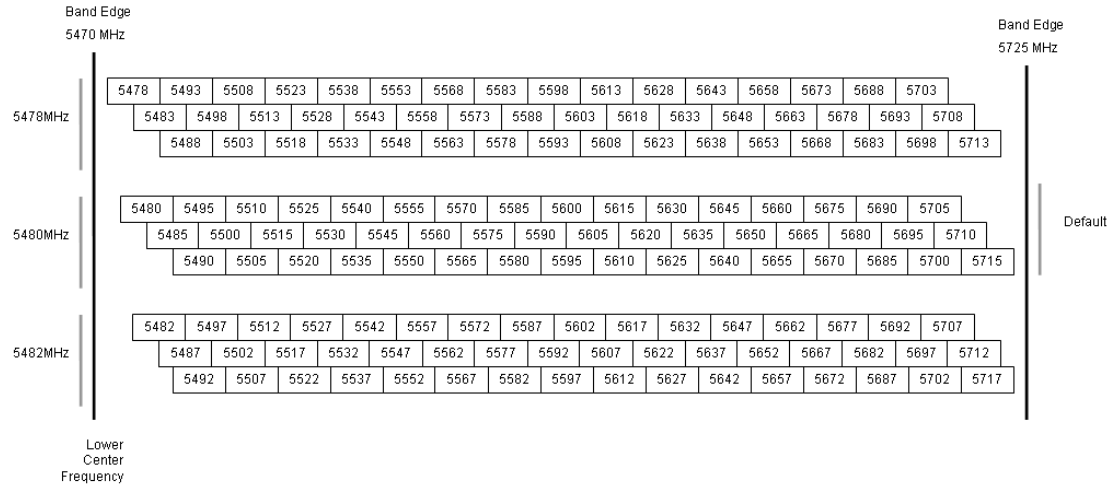 Band Edge
5470 MHz
Band Edge
5725 MHz
5478MHz
5478 5493 5508 5523 5538 5553 5568 5583 5598 5613 5628 5643 5658 5673 5688 5703
5483 5498 5513 5528 5543 5558 5573 5588 5603 5618 5633 5648 5663 5678 5693 5708
5488 5503 5518 5533 5548 5563 5578 5593 5608 5623 5638 5653 5668 5683 5698 5713
5480MHz
5480 5495 5510 5525 5540 5555 5570 5585 5600 5615 5630 5645 5660 5675 5690 5705
5485 5500 5515 5530 5545 5560 5575 5590 5605 5620 5635 5650 5665 5680 5695 5710
5490 5505 5520 5535 5550 5565 5580 5595 5610 5625 5640 5655 5670 5685 5700 5715
Default
5482MHz
5482 5497 5512 5527 5542 5557 5572 5587 5602 5617 5632 5647 5662 5677 5692 5707
5487 5502 5517 5532 5547 5562 5577 5592 5607 5622 5637 5652 5667 5682 5697 5712
5492 5507 5522 5537 5552 5567 5582 5597 5612 5627 5642 5657 5672 5687 5702 5717
Lower
Center
Frequency